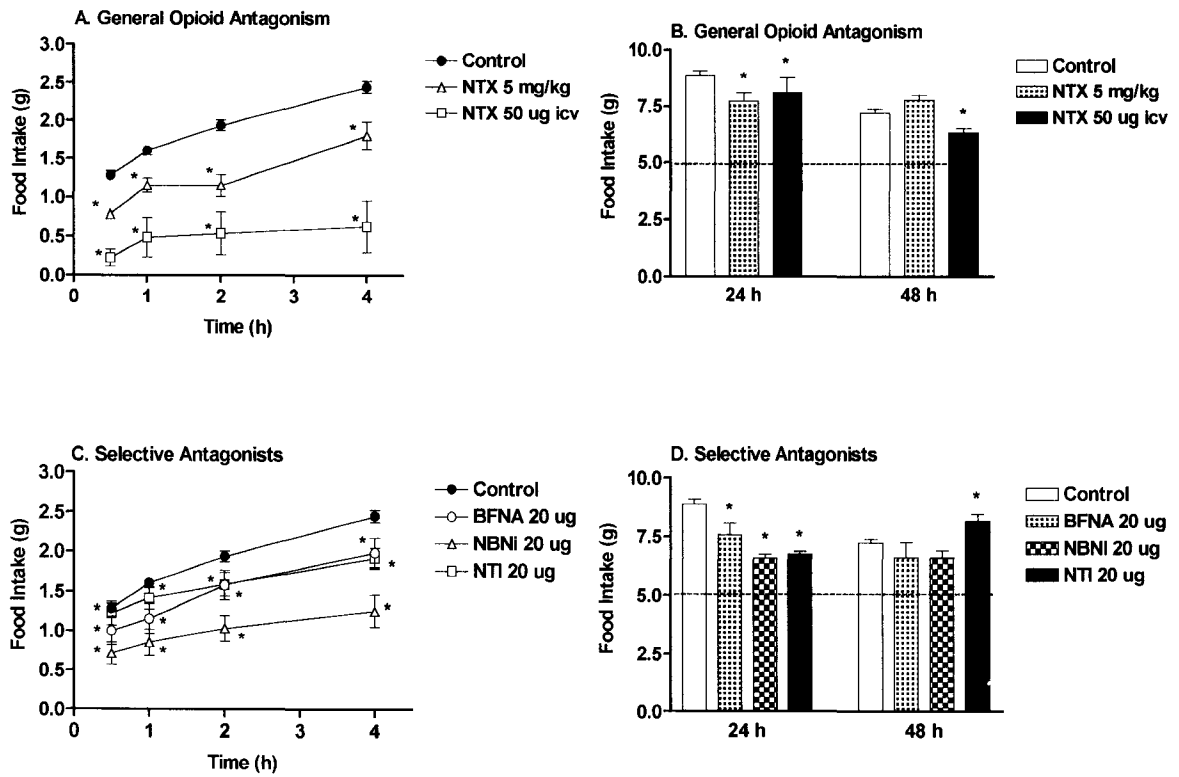 A. General Opioid Antagonism
3.0
2.5
2.0
1.5
1.0
0.5
0.0
Food Intake (g)
0 1 2 3 4
Time (h)
Control
NTX 5 mg/kg
NTX 50 ug icv
* * * *
* * * *
B. General Opioid Antagonism
10.0
7.5
5.0
2.5
0.0
Food Intake (g)
* * *
24 h 48 h
Control
NTX 5 mg/kg
NTX 50 ug icv
C. Selective Antagonists
3.0
2.5
2.0
1.5
1.0
0.5
0.0
Food Intake (g)
0 1 2 3 4
Time (h)
Control
BFNA 20 ug
NBNi 20 ug
NTI 20 ug
* * * *
* * * *
* * * *
D. Selective Antagonists
10.0
7.5
5.0
2.5
0.0
Food Intake (g)
* * * *
24 h 48 h
Control
BFNA 20 ug
NBNI 20 ug
NTI 20 ug